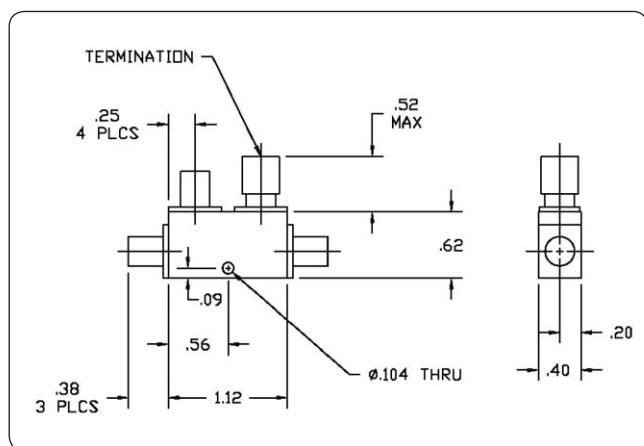 TERMINATION
.25
4 PLCS
.52
MAX
.62
.09
.56
Ø.104 THRU
.38
3 PLCS
1.12
.20
.40